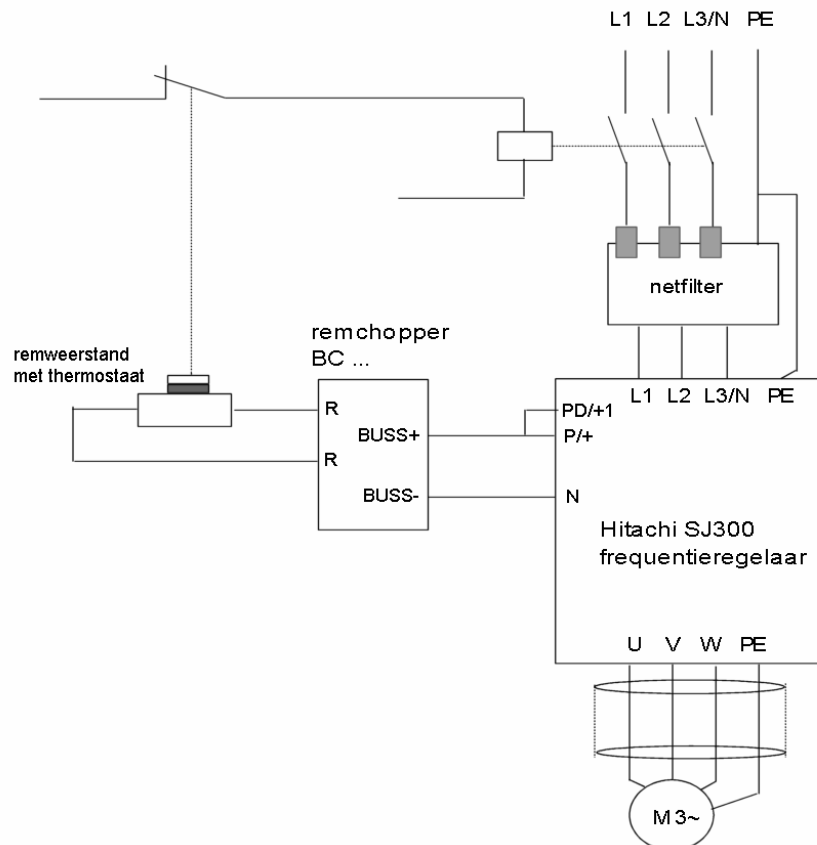 L1 L2 L3/N PE
netfilter
remchopper
BC ...
remweerstand
met thermostaat
R
BUSS+
R
BUSS-
L1 L2 L3/N PE
PD/+1
P/+
N
Hitachi SJ300
frequentieregelaar
U V W PE
M3~